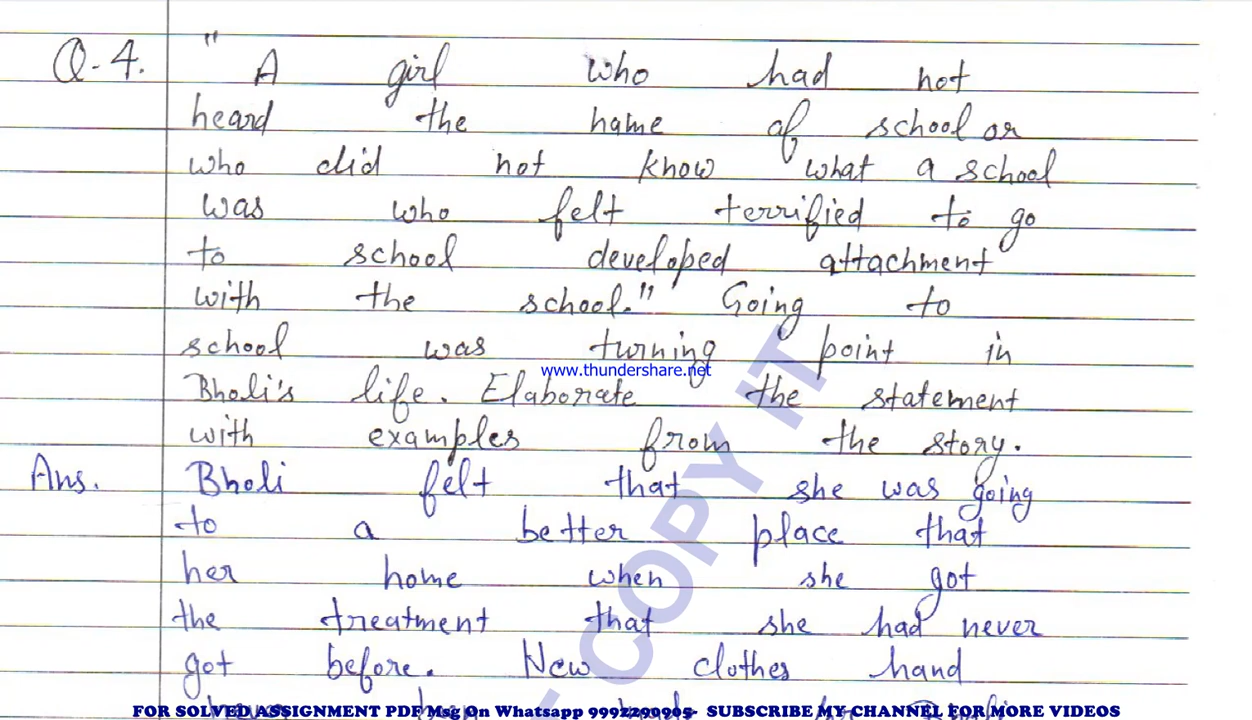 Q.4. " A girl who had not
heard the name of school or
who did not know what a school
was who felt terrified to go
to school developed attachment
with the school." Going to
school was turning point in
www.thundershare.net
Bholi's life. Elaborate the statement
with examples from the story.
Ans. Bholi felt that she was going
to a better place that
her home when she got
the treatment that she had never
got before. New clothes hand
COPY IT
FOR SOLVED ASSIGNMENT PDF Msg On Whatsapp 9992290905- SUBSCRIBE MY CHANNEL FOR MORE VIDEOS